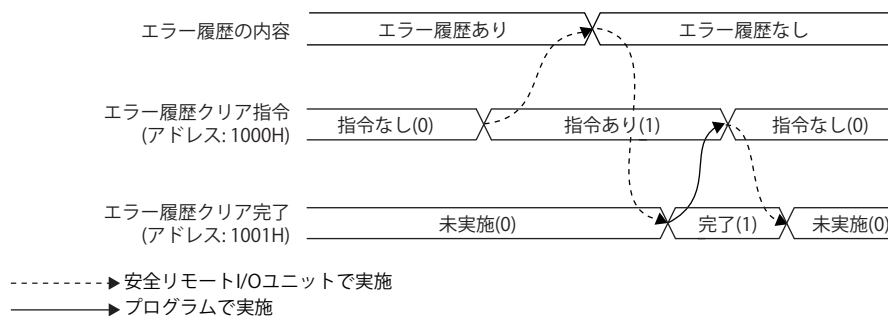 エラー履歴の内容
エラー履歴あり
エラー履歴なし
エラー履歴クリア指令
(アドレス: 1000H)
指令なし(0)
指令あり(1)
指令なし(0)
エラー履歴クリア完了
(アドレス: 1001H)
未実施(0)
完了(1)
未実施(0)
安全リモートI/Oユニットで実施
プログラムで実施